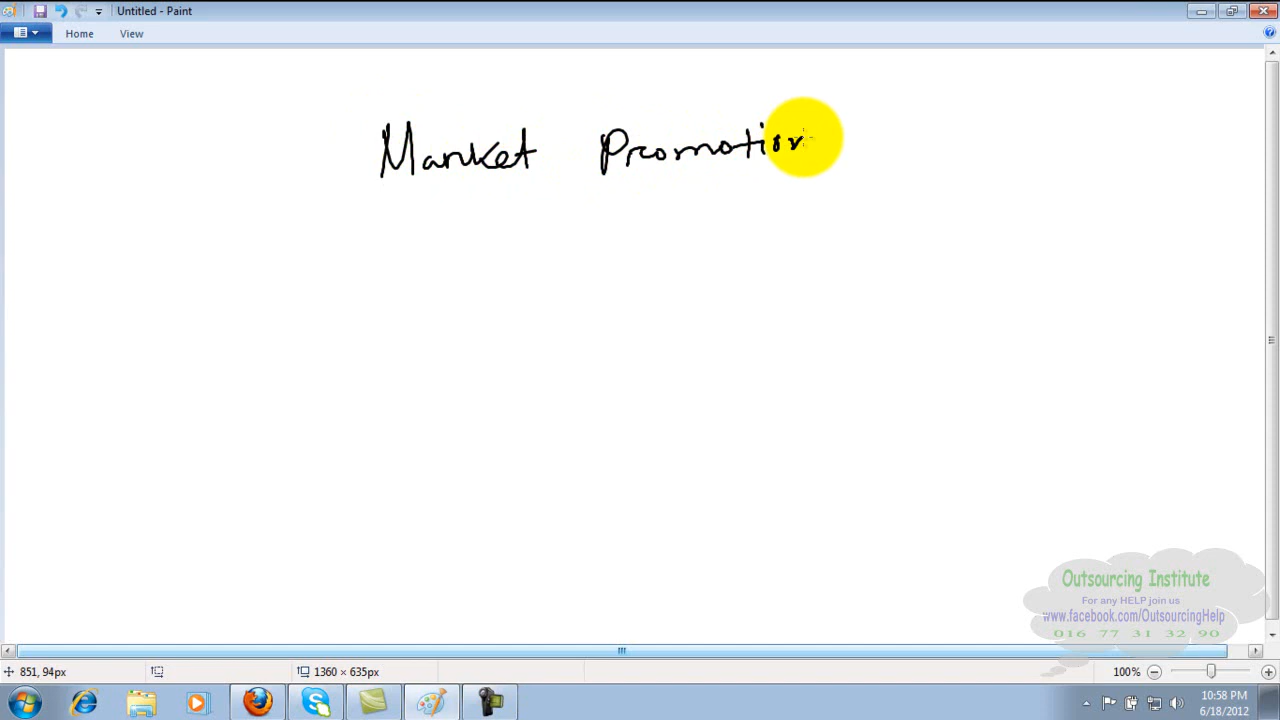 Untitled - Paint
Home View
Market Promotion
Outsourcing Institute
For any HELP join us
www.facebook.com/OutsourcingHelp
016 77 31 32 90
851, 94px
1360 × 635px
100%
10:58 PM
6/18/2012